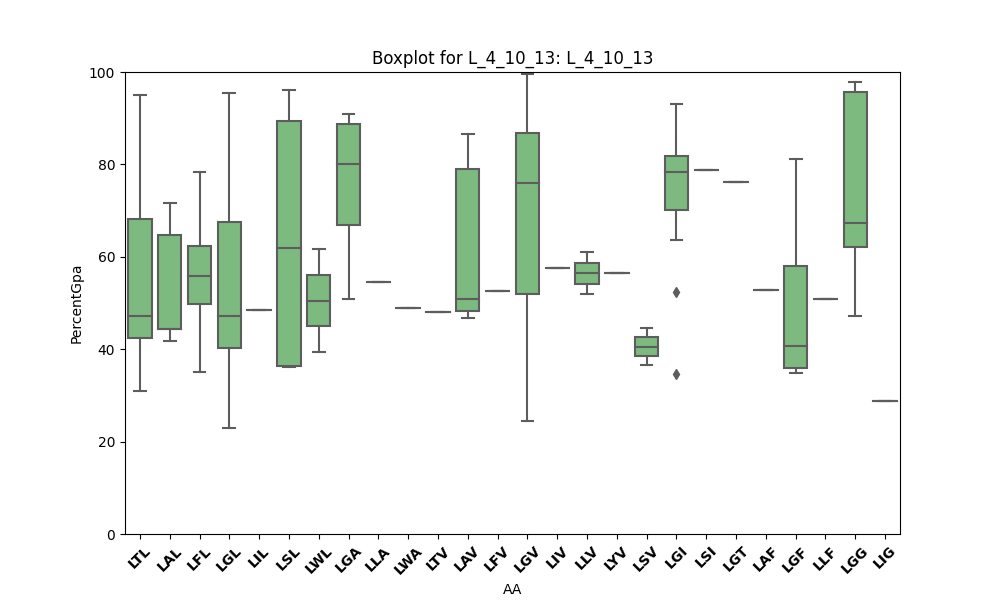 Boxplot for L_4_10_13: L_4_10_13
100
80
60
40
20
0
PercentGpa
LTL LAL LFL LGL LIL LSL LWL LGA LLA LWA LTV LAV LFV LGV LIV LLV LYV LSV LGI LSI LGT LAF LGF LLF LGG LIG
AA